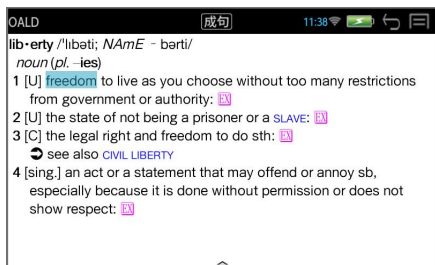 OALD 成句 11:38
lib·erty /'lɪbəti; NAmE - bərti/
noun (pl. –ies)
1 [U] freedom to live as you choose without too many restrictions
from government or authority: EX
2 [U] the state of not being a prisoner or a SLAVE: EX
3 [C] the legal right and freedom to do sth: EX
➲ see also CIVIL LIBERTY
4 [sing.] an act or a statement that may offend or annoy sb,
especially because it is done without permission or does not
show respect: EX